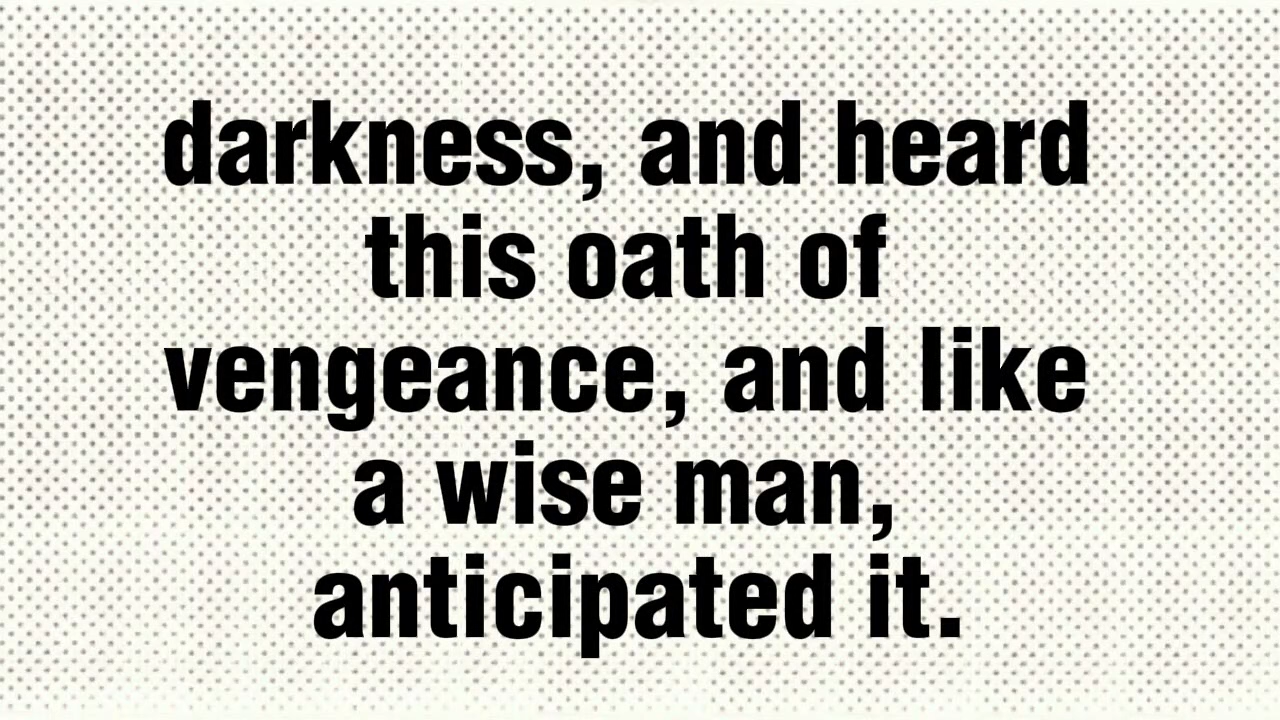 darkness, and heard
this oath of
vengeance, and like
a wise man,
anticipated it.